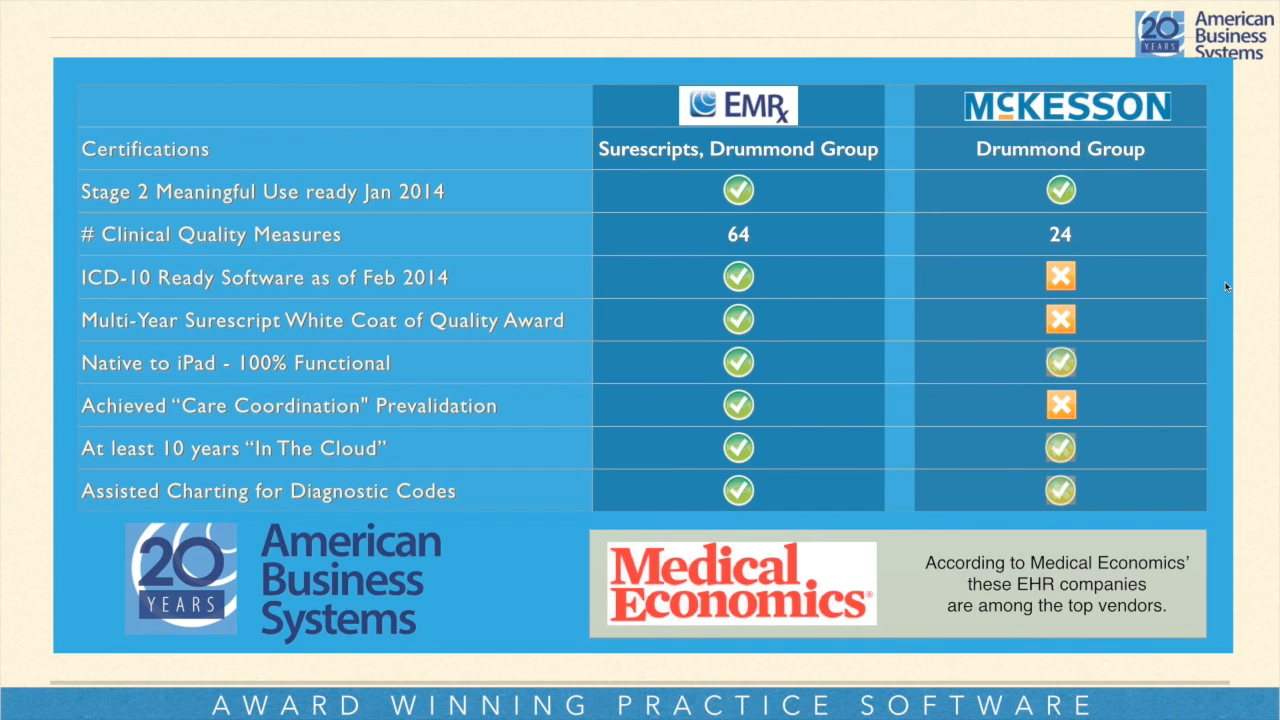 20 YEARS
American
Business
Systems
EMRx
McKESSON
Certifications Surescripts, Drummond Group Drummond Group
Stage 2 Meaningful Use ready Jan 2014
# Clinical Quality Measures 64 24
ICD-10 Ready Software as of Feb 2014
Multi-Year Surescript White Coat of Quality Award
Native to iPad - 100% Functional
Achieved “Care Coordination" Prevalidation
At least 10 years “In The Cloud”
Assisted Charting for Diagnostic Codes
20
YEARS
American
Business
Systems
Medical
Economics®
According to Medical Economics’
these EHR companies
are among the top vendors.
AWARD WINNING PRACTICE SOFTWARE